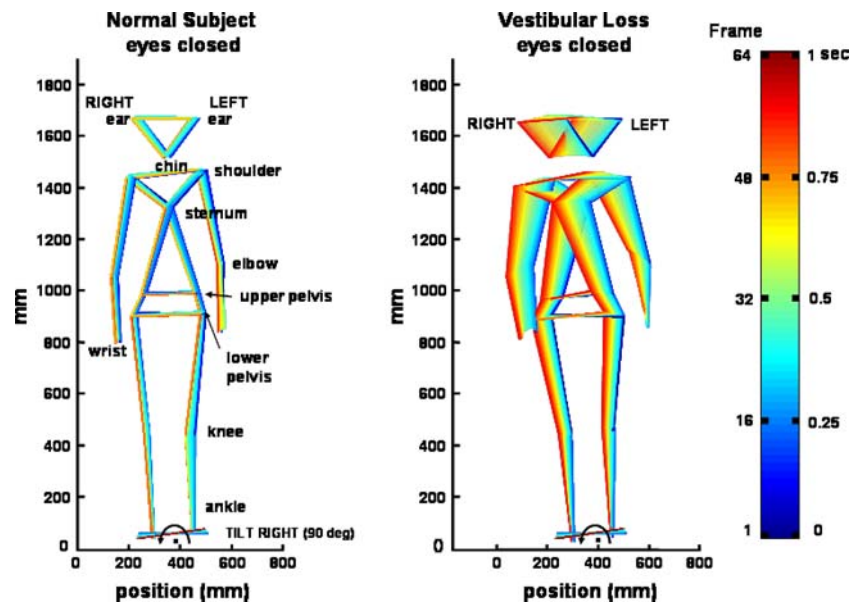 Normal Subject
eyes closed
Vestibular Loss
eyes closed
Frame
mm
1800
1600
1400
1200
1000
800
600
400
200
0
RIGHT
ear
LEFT
ear
chin
shoulder
sternum
elbow
upper pelvis
wrist
lower
pelvis
knee
ankle
TILT RIGHT (90 deg)
0 200 400 600 800
position (mm)
mm
1800
1600
1400
1200
1000
800
600
400
200
0
RIGHT
LEFT
0 200 400 600 800
position (mm)
64 1 sec
48 0.75
32 0.5
16 0.25
1 0